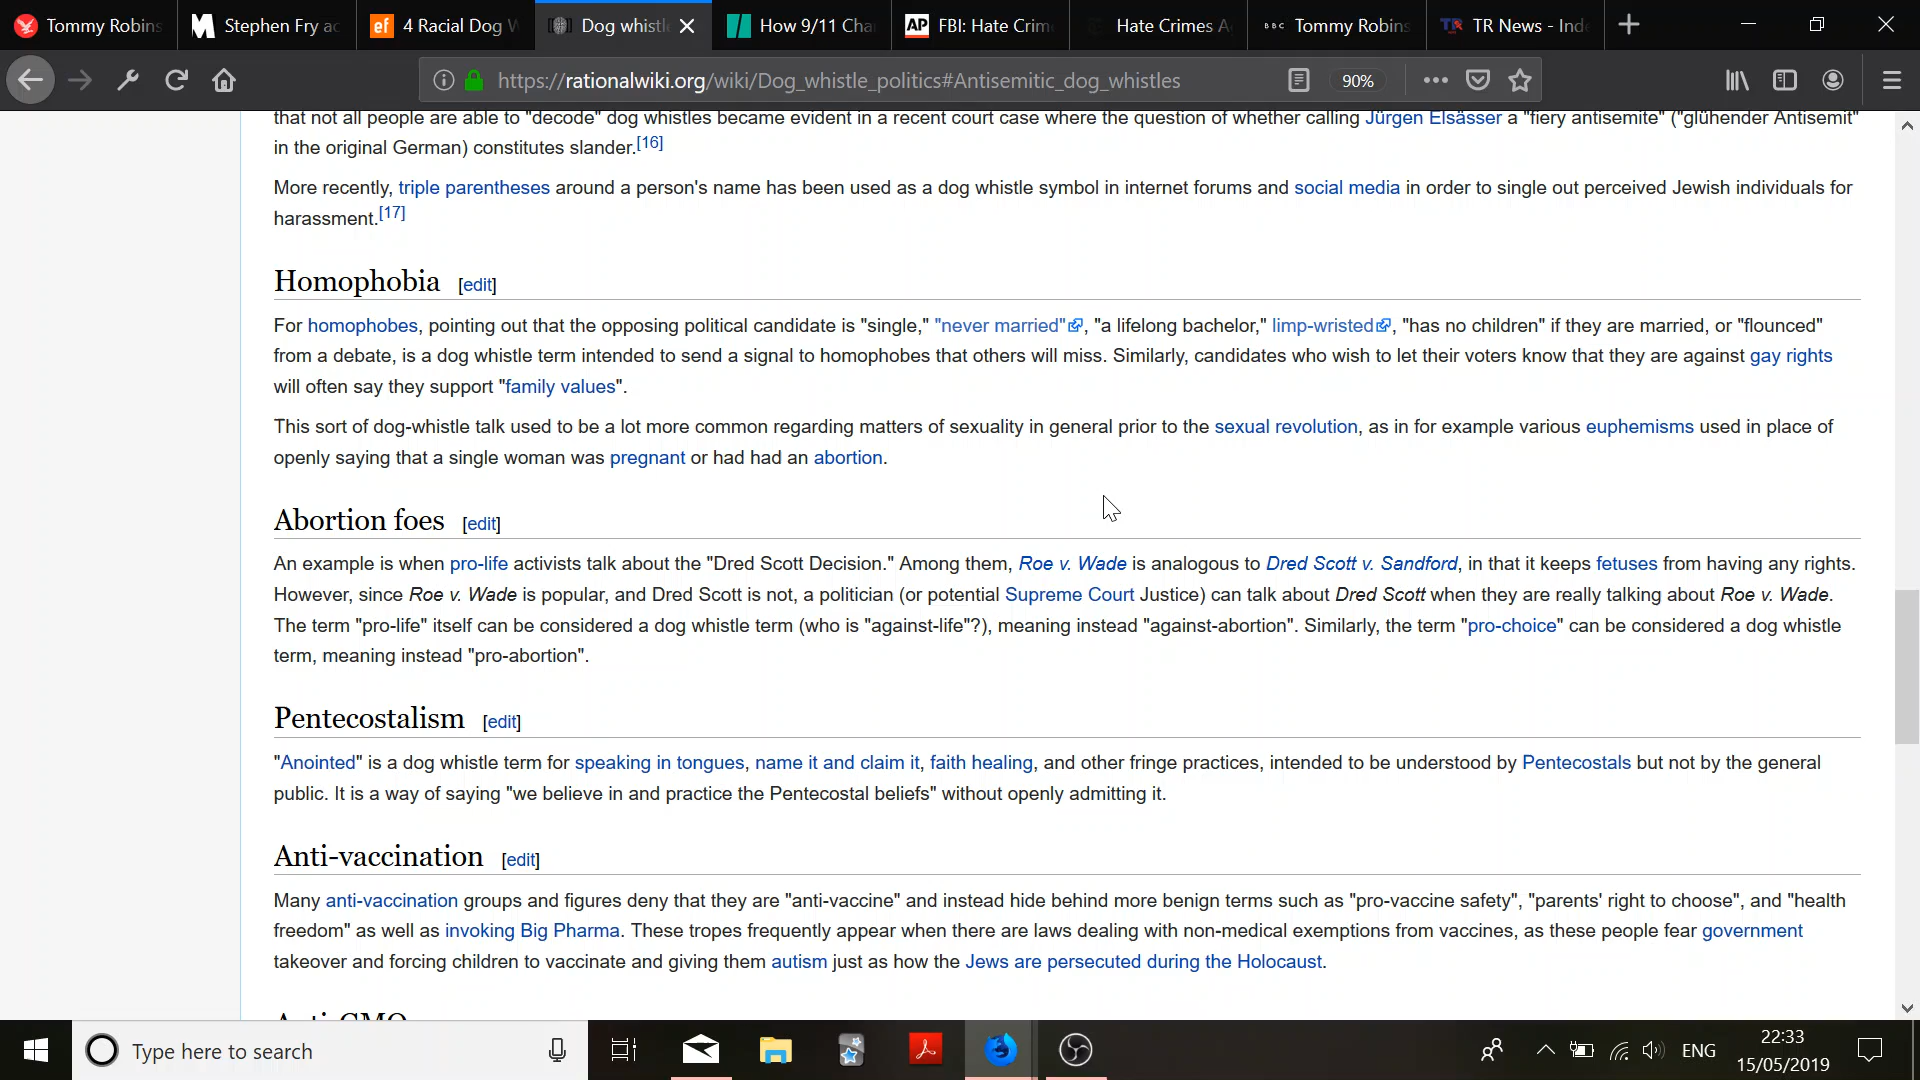 Tommy Robins
Stephen Fry ac
4 Racial Dog W
Dog whistl
How 9/11 Cha
FBI: Hate Crim
Hate Crimes A
Tommy Robins
TR News - Ind
https://rationalwiki.org/wiki/Dog_whistle_politics#Antisemitic_dog_whistles
90%
that not all people are able to "decode" dog whistles became evident in a recent court case where the question of whether calling Jürgen Elsässer a "fiery antisemite" ("glühender Antisemit"
in the original German) constitutes slander.[16]
More recently, triple parentheses around a person's name has been used as a dog whistle symbol in internet forums and social media in order to single out perceived Jewish individuals for
harassment.[17]
Homophobia [edit]
For homophobes, pointing out that the opposing political candidate is "single," "never married", "a lifelong bachelor," limp-wristed, "has no children" if they are married, or "flounced"
from a debate, is a dog whistle term intended to send a signal to homophobes that others will miss. Similarly, candidates who wish to let their voters know that they are against gay rights
will often say they support "family values".
This sort of dog-whistle talk used to be a lot more common regarding matters of sexuality in general prior to the sexual revolution, as in for example various euphemisms used in place of
openly saying that a single woman was pregnant or had had an abortion.
Abortion foes [edit]
An example is when pro-life activists talk about the "Dred Scott Decision." Among them, Roe v. Wade is analogous to Dred Scott v. Sandford, in that it keeps fetuses from having any rights.
However, since Roe v. Wade is popular, and Dred Scott is not, a politician (or potential Supreme Court Justice) can talk about Dred Scott when they are really talking about Roe v. Wade.
The term "pro-life" itself can be considered a dog whistle term (who is "against-life"?), meaning instead "against-abortion". Similarly, the term "pro-choice" can be considered a dog whistle
term, meaning instead "pro-abortion".
Pentecostalism [edit]
"Anointed" is a dog whistle term for speaking in tongues, name it and claim it, faith healing, and other fringe practices, intended to be understood by Pentecostals but not by the general
public. It is a way of saying "we believe in and practice the Pentecostal beliefs" without openly admitting it.
Anti-vaccination [edit]
Many anti-vaccination groups and figures deny that they are "anti-vaccine" and instead hide behind more benign terms such as "pro-vaccine safety", "parents' right to choose", and "health
freedom" as well as invoking Big Pharma. These tropes frequently appear when there are laws dealing with non-medical exemptions from vaccines, as these people fear government
takeover and forcing children to vaccinate and giving them autism just as how the Jews are persecuted during the Holocaust.
Anti-GMO
Type here to search
ENG
22:33
15/05/2019